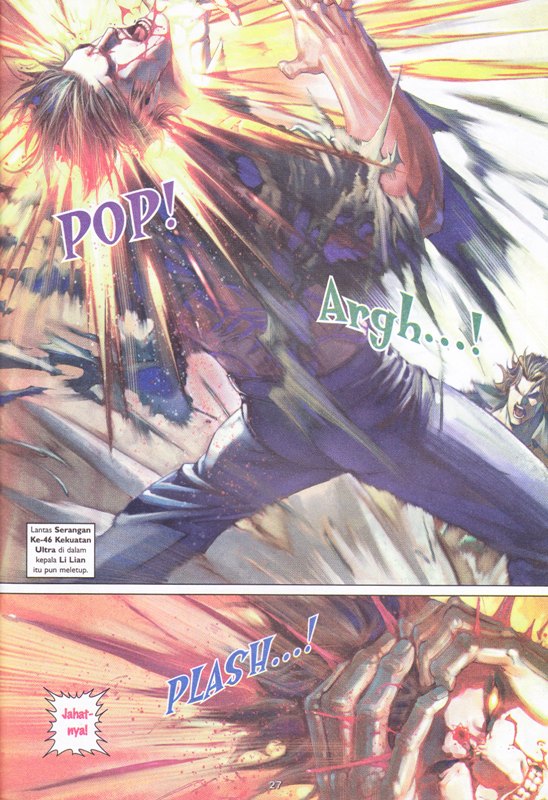 POP!
Argh....!
Lantas Serangan
Ke-46 Kekuatan
Ultra di dalam
kepala Li Lian
itu pun meletup.
PLASH....!
Jahat-
nya!
27